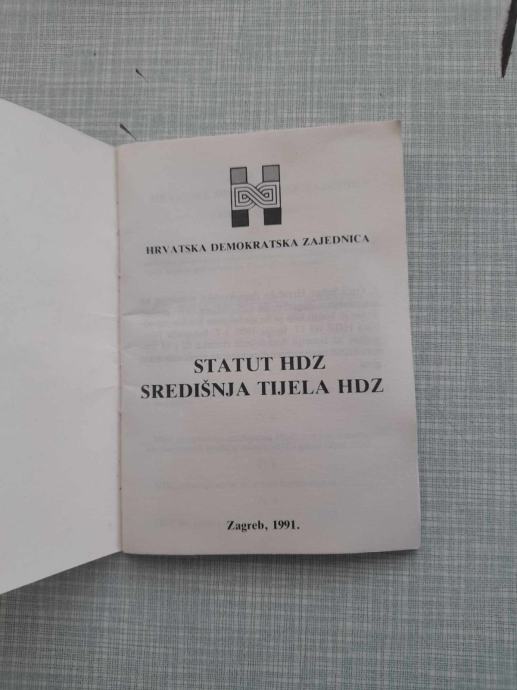 HRVATSKA DEMOKRATSKA ZAJEDNICA
STATUT HDZ
SREDIŠNJA TIJELA HDZ
Zagreb, 1991.